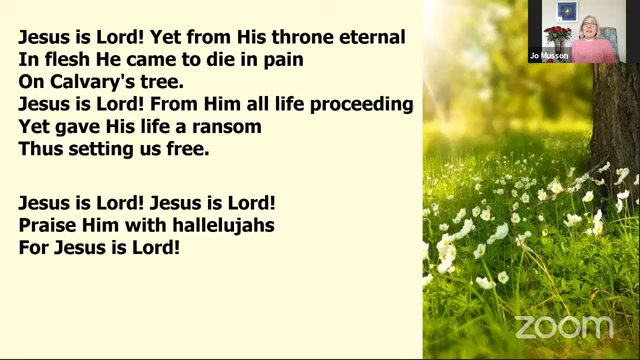 Jesus is Lord! Yet from His throne eternal
In flesh He came to die in pain
On Calvary's tree.
Jesus is Lord! From Him all life proceeding
Yet gave His life a ransom
Thus setting us free.
Jesus is Lord! Jesus is Lord!
Praise Him with hallelujahs
For Jesus is Lord!
Jo Musson
zoom